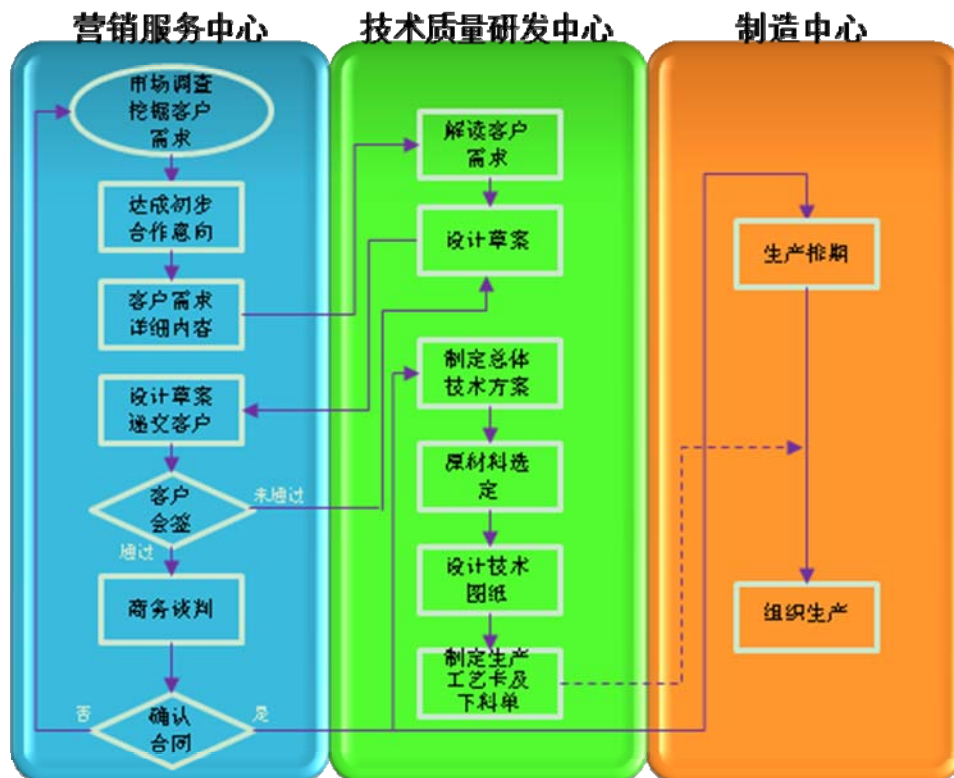 营销服务中心
技术质量研发中心
制造中心
市场调查
挖掘客户
需求
达成初步
合作意向
客户需求
详细内容
设计草案
递交客户
客户
会签
未通过
通过
商务谈判
确认
合同
否
是
解读客户
需求
设计草案
制定总体
技术方案
原材料选
定
设计技术
图纸
制定生产
工艺卡及
下料单
生产排期
组织生产